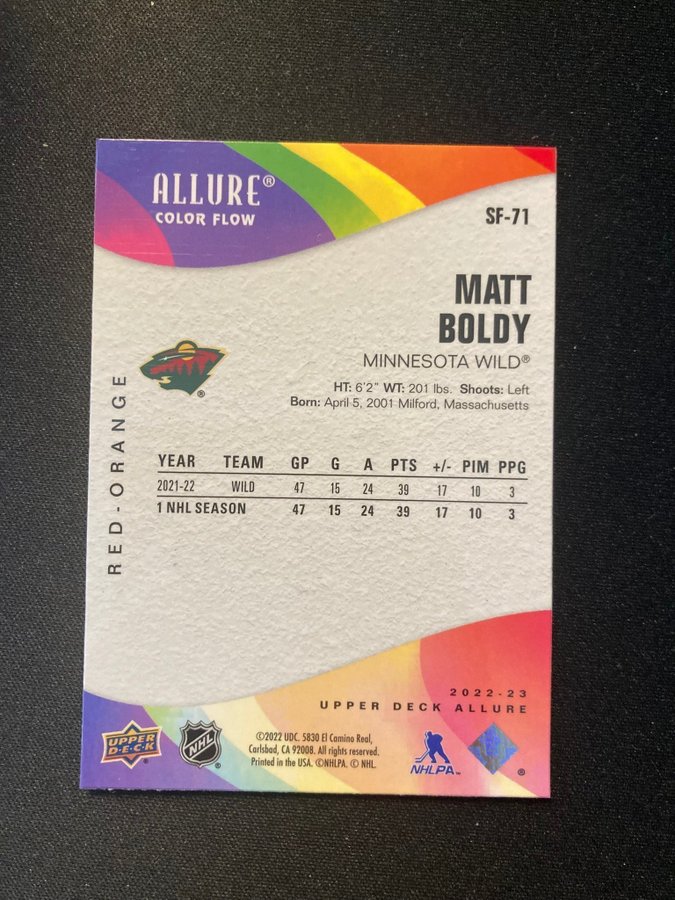 ALLURE®
COLOR FLOW
SF-71
MATT
BOLDY
MINNESOTA WILD®
HT: 6'2" WT: 201 lbs. Shoots: Left
Born: April 5, 2001 Milford, Massachusetts
®
RED-ORANGE
YEAR TEAM GP G A PTS +/- PIM PPG
2021-22 WILD 47 15 24 39 17 10 3
1 NHL SEASON 47 15 24 39 17 10 3
2022-23
UPPER DECK ALLURE
UPPER
DECK
®
NHL
©2022 UDC. 5830 El Camino Real,
Carlsbad, CA 92008. All rights reserved.
Printed in the USA. ©NHLPA. © NHL.
NHLPA™
®